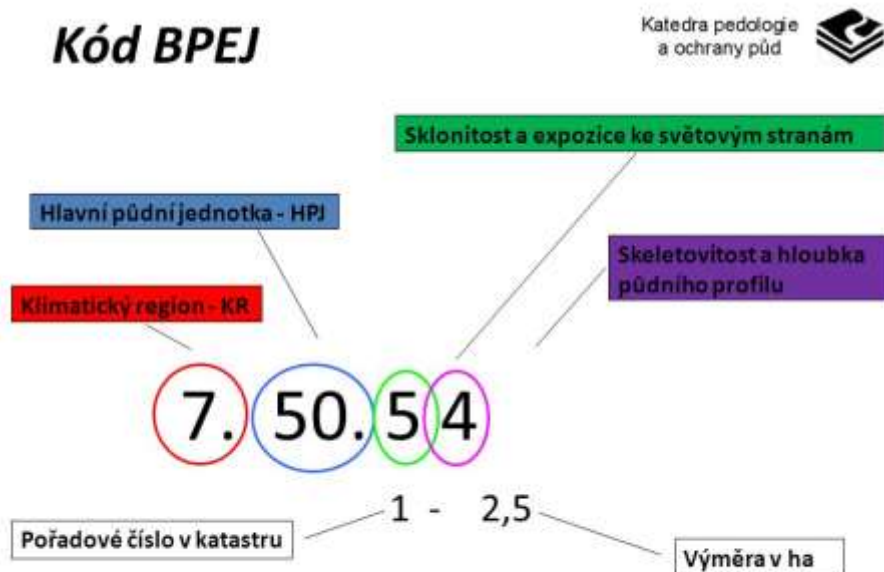 Kód BPEJ
Katedra pedologie
a ochrany půd
Sklonitost a expozice ke světovým stranám
Hlavní půdní jednotka - HPJ
Skeletovitost a hloubka
půdního profilu
Klimatický region - KR
7. 50. 5 4
1 - 2,5
Pořadové číslo v katastru
Výměra v ha